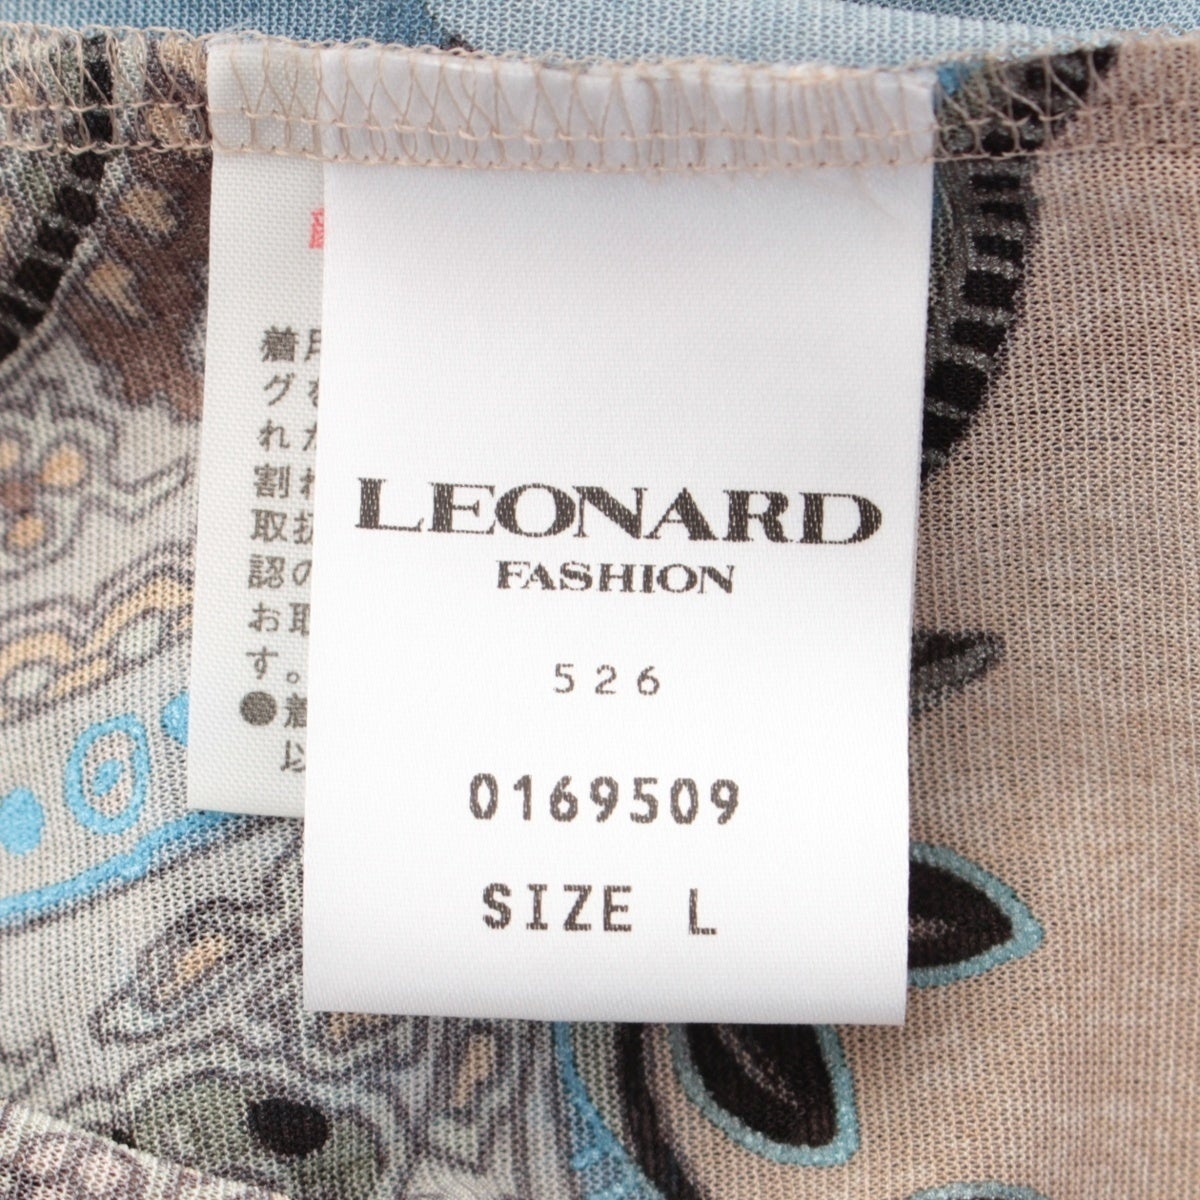 LEONARD
FASHION
526
0169509
SIZE L
着用
グを
れか
割れ
取扱
認の
お取
す。
●着
以